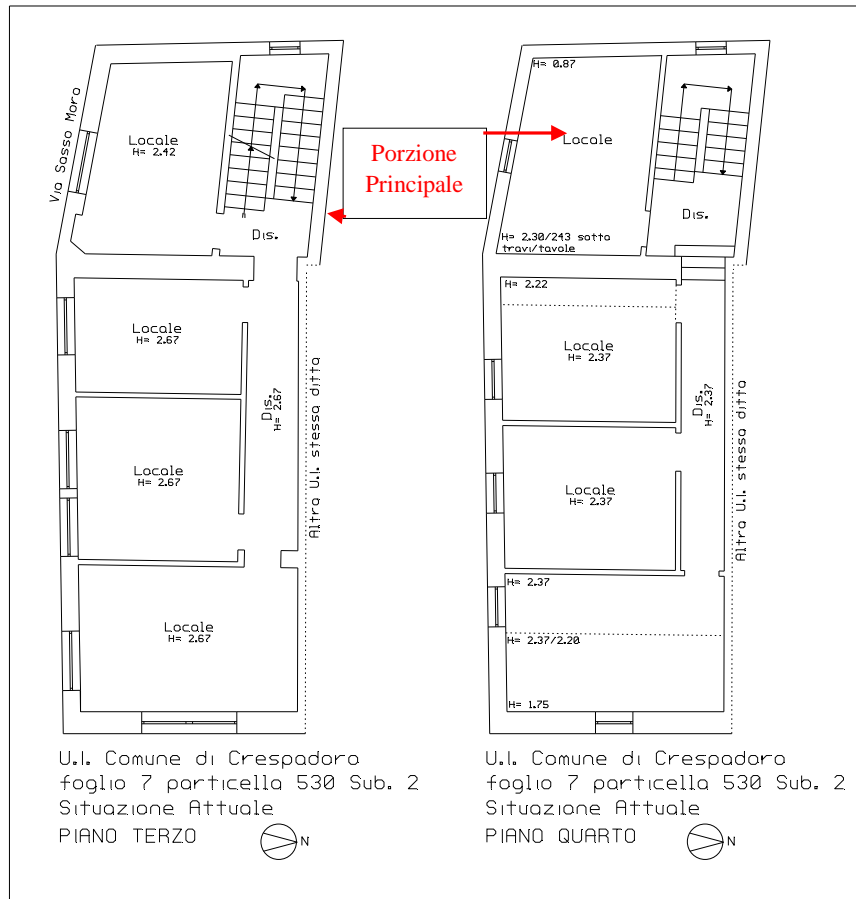 Via Sasso Moro
Locale
H= 2.42
Dis.
Locale
H= 2.67
Dis.
H= 2.67
Locale
H= 2.67
Locale
H= 2.67
Altra U.I. stessa ditta
U.I. Comune di Crespadoro
foglio 7 particella 530 Sub. 2
Situazione Attuale
PIANO TERZO
N
Porzione
Principale
H= 0.87
Locale
Dis.
H= 2.30/243 sotto
travi/tavole
H= 2.22
Locale
H= 2.37
Dis.
H= 2.37
Locale
H= 2.37
H= 2.37
H= 2.37/2.20
H= 1.75
Altra U.I. stessa ditta
U.I. Comune di Crespadoro
foglio 7 particella 530 Sub. 2
Situazione Attuale
PIANO QUARTO
N